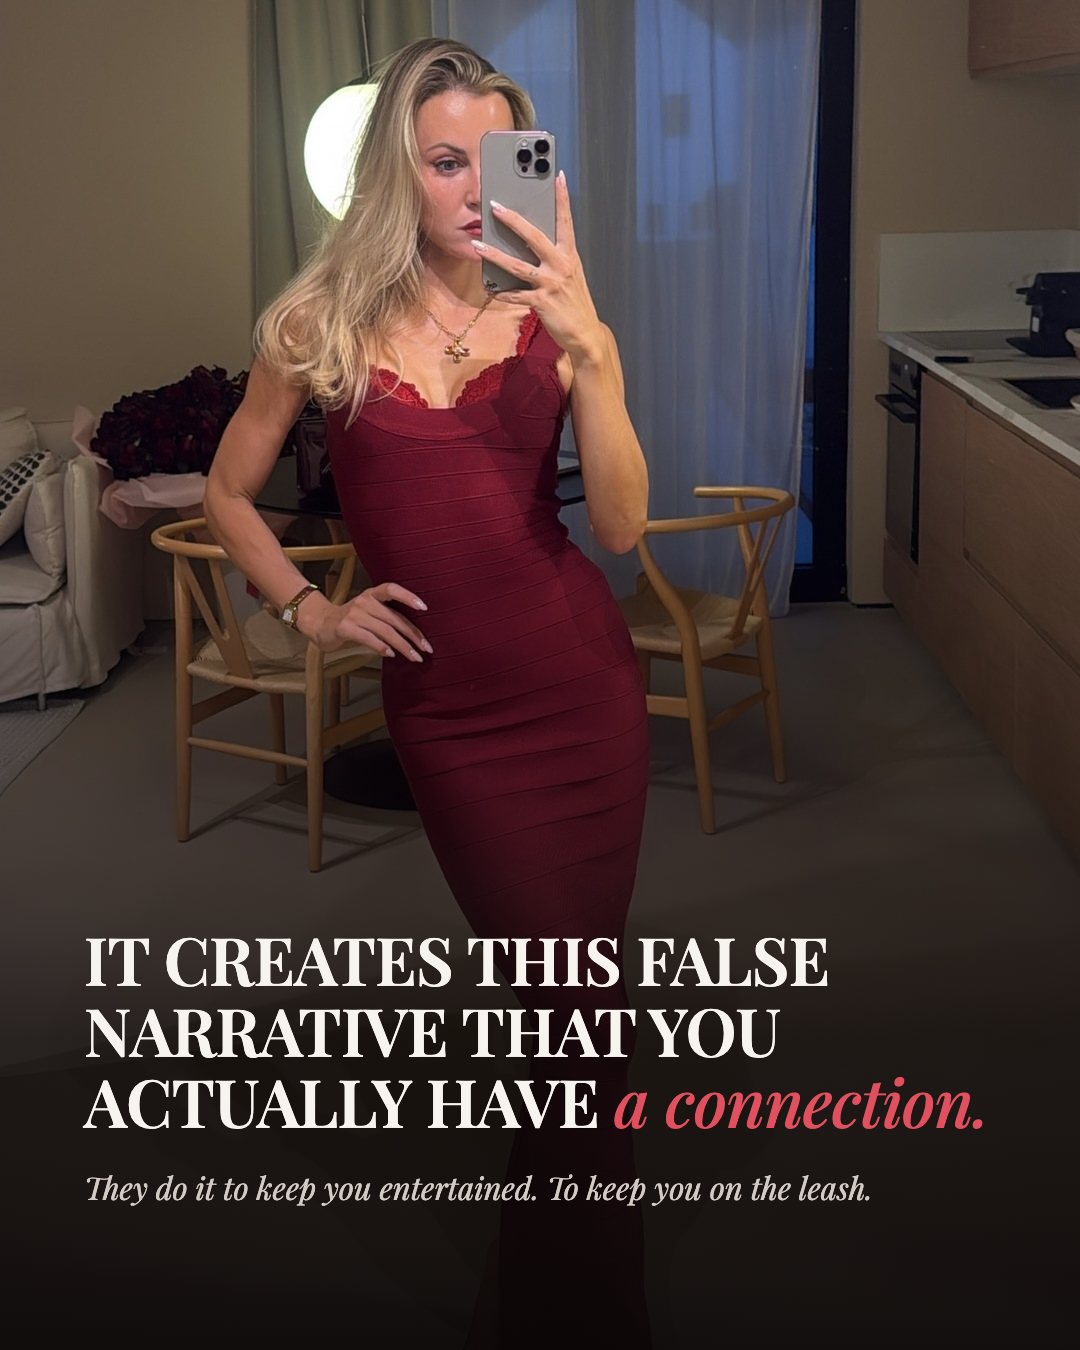 IT CREATES THIS FALSE
NARRATIVE THAT YOU
ACTUALLY HAVE a connection.
They do it to keep you entertained. To keep you on the leash.